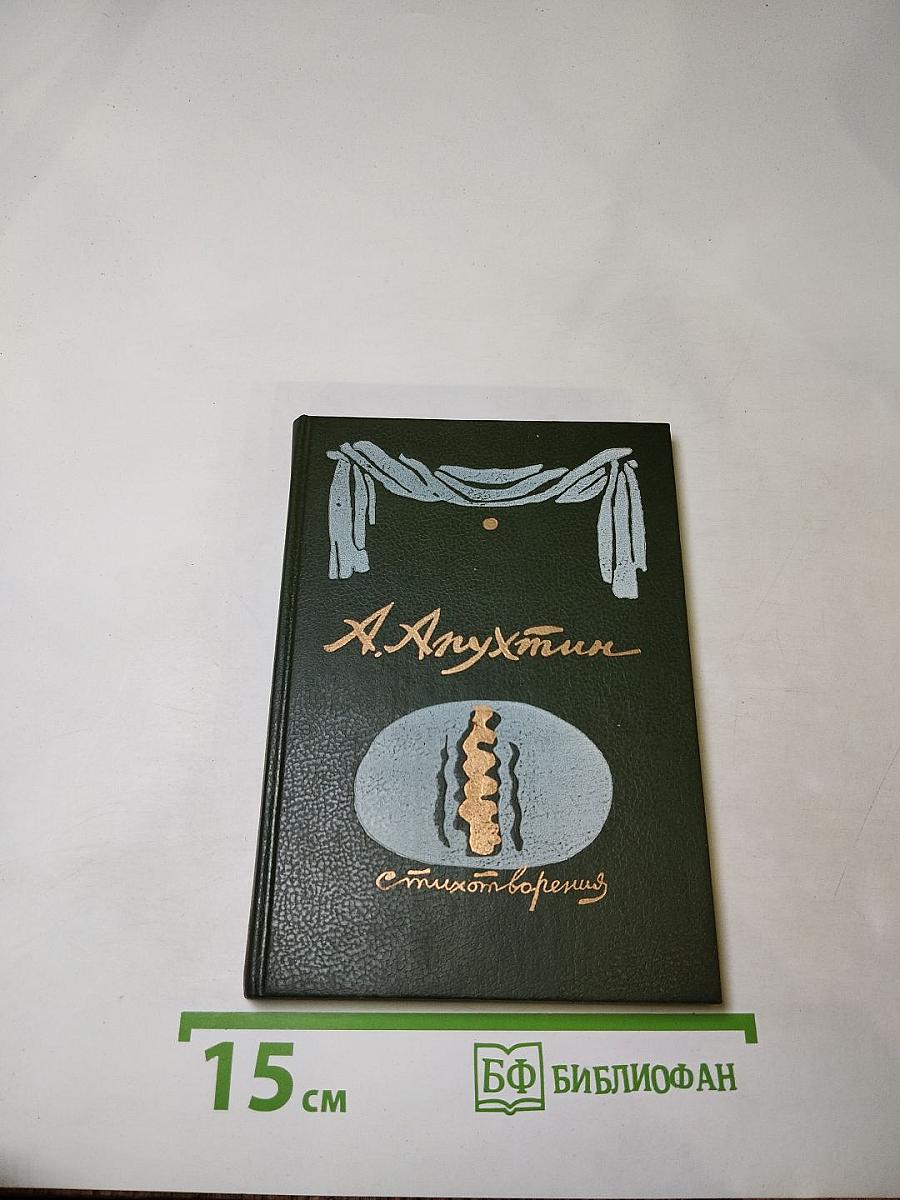 А. Апухтин
стихотворения
15 см
БФ БИБЛИОФАН